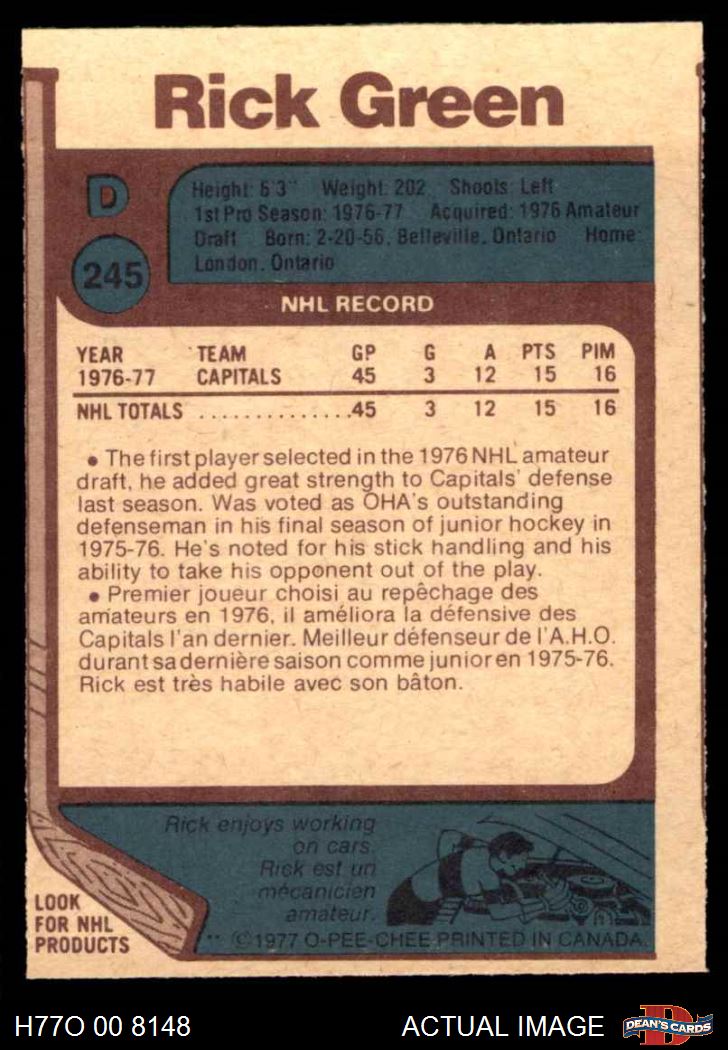 Rick Green
D
Height: 6'3" Weight: 202 Shoots: Left
1st Pro Season: 1976-77 Acquired: 1976 Amateur
Draft Born: 2-20-56, Belleville, Ontario Home:
London, Ontario
245
NHL RECORD
YEAR TEAM GP G A PTS PIM
1976-77 CAPITALS 45 3 12 15 16
NHL TOTALS ..............45 3 12 15 16
• The first player selected in the 1976 NHL amateur
draft, he added great strength to Capitals' defense
last season. Was voted as OHA's outstanding
defenseman in his final season of junior hockey in
1975-76. He's noted for his stick handling and his
ability to take his opponent out of the play.
• Premier joueur choisi au repêchage des
amateurs en 1976, il améliora la défensive des
Capitals l'an dernier. Meilleur défenseur de l'A.H.O.
durant sa dernière saison comme junior en 1975-76.
Rick est très habile avec son bâton.
Rick enjoys working
on cars.
Rick est un
mécanicien
amateur.
LOOK
FOR NHL
PRODUCTS
** ©1977 O-PEE-CHEE PRINTED IN CANADA.
H77O 00 8148 ACTUAL IMAGE DEAN'S CARDS